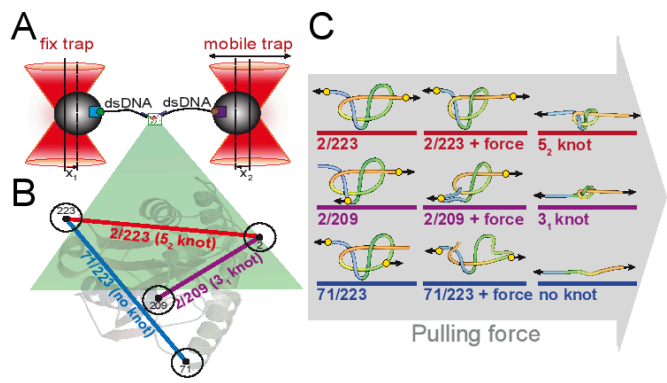 A
fix trap
mobile trap
dsDNA
dsDNA
x1
x2
B
223
2/223 (52 knot)
2
71/223 (no knot)
2/209 (31 knot)
209
71
C
2/223
2/223 + force
52 knot
2/209
2/209 + force
31 knot
71/223
71/223 + force
no knot
Pulling force